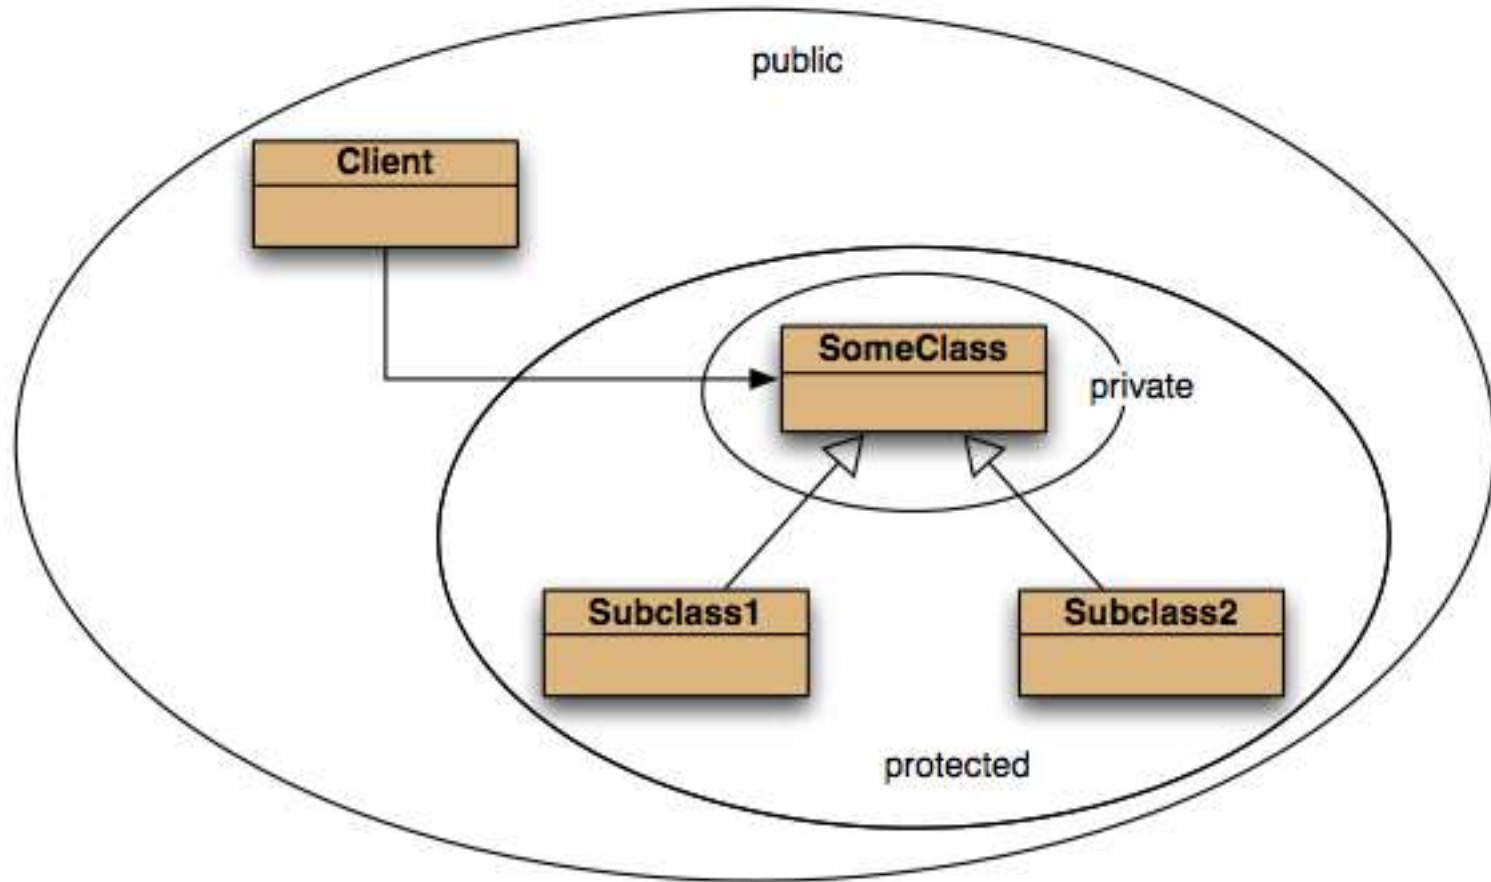 public
Client
SomeClass
private
Subclass1
Subclass2
protected